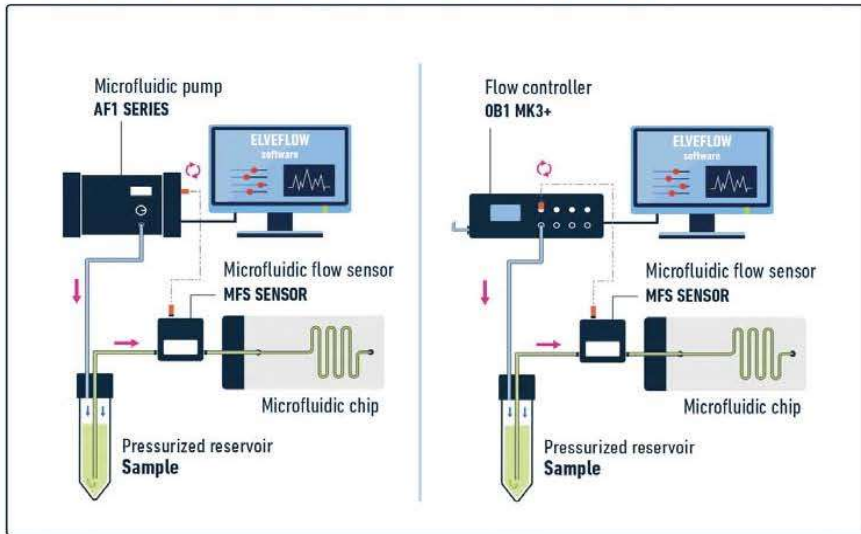 Microfluidic pump
AF1 SERIES
ELVEFLOW
software
Microfluidic flow sensor
MFS SENSOR
Microfluidic chip
Pressurized reservoir
Sample
Flow controller
OB1 MK3+
ELVEFLOW
software
Microfluidic flow sensor
MFS SENSOR
Microfluidic chip
Pressurized reservoir
Sample